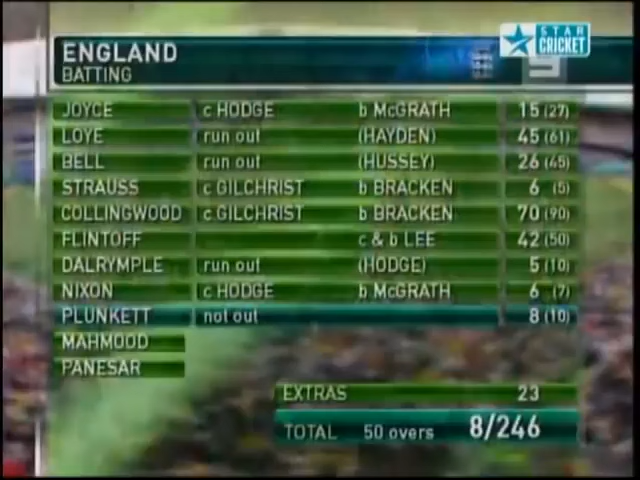 STAR CRICKET
ENGLAND
BATTING
JOYCE c HODGE b McGRATH 15 (27)
LOYE run out (HAYDEN) 45 (61)
BELL run out (HUSSEY) 26 (45)
STRAUSS c GILCHRIST b BRACKEN 6 (5)
COLLINGWOOD c GILCHRIST b BRACKEN 70 (90)
FLINTOFF c & b LEE 42 (50)
DALRYMPLE run out (HODGE) 5 (10)
NIXON c HODGE b McGRATH 6 (7)
PLUNKETT not out 8 (10)
MAHMOOD
PANESAR
EXTRAS 23
TOTAL 50 overs 8/246